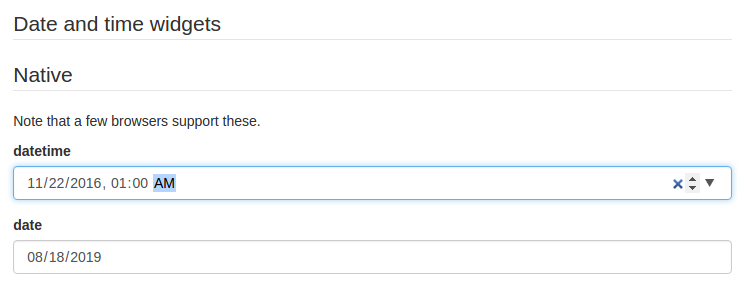 Date and time widgets
Native
Note that a few browsers support these.
datetime
11/22/2016, 01:00 AM
date
08/18/2019